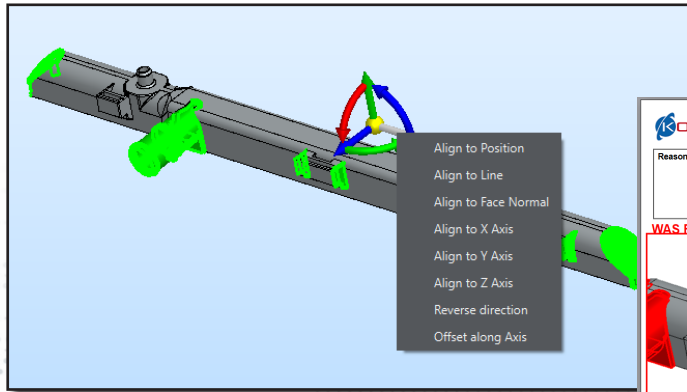 Align to Position
Align to Line
Align to Face Normal
Align to X Axis
Align to Y Axis
Align to Z Axis
Reverse direction
Offset along Axis
Reason
WAS